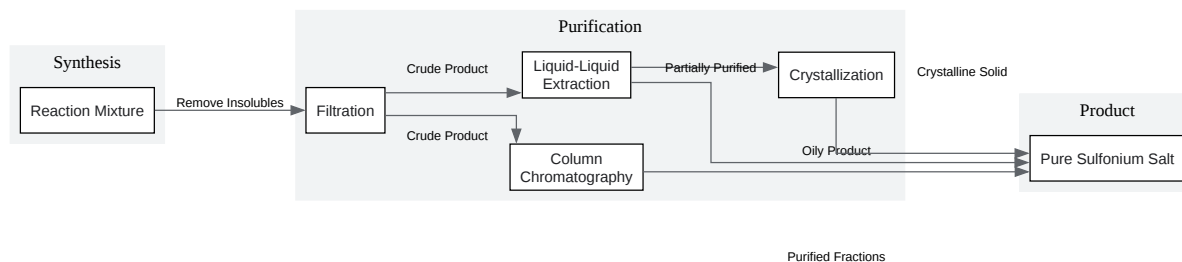 Purification
Synthesis
Reaction Mixture
Remove Insolubles
Filtration
Crude Product
Crude Product
Liquid-Liquid
Extraction
Column
Chromatography
Partially Purified
Crystallization
Crystalline Solid
Oily Product
Product
Pure Sulfonium Salt
Purified Fractions